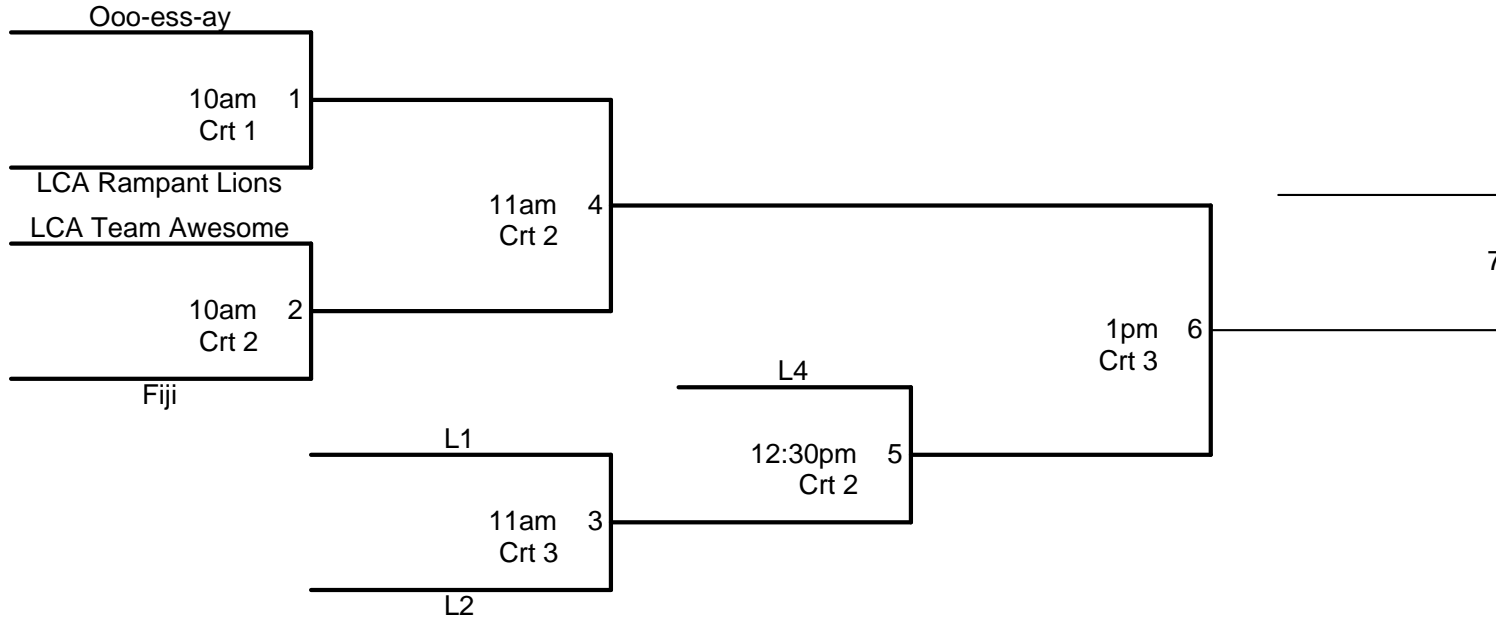 Ooo-ess-ay
10am 1
Crt 1
LCA Rampant Lions
LCA Team Awesome
10am 2
Crt 2
Fiji
11am 4
Crt 2
L1
11am 3
Crt 3
L2
L4
12:30pm 5
Crt 2
1pm 6
Crt 3
7